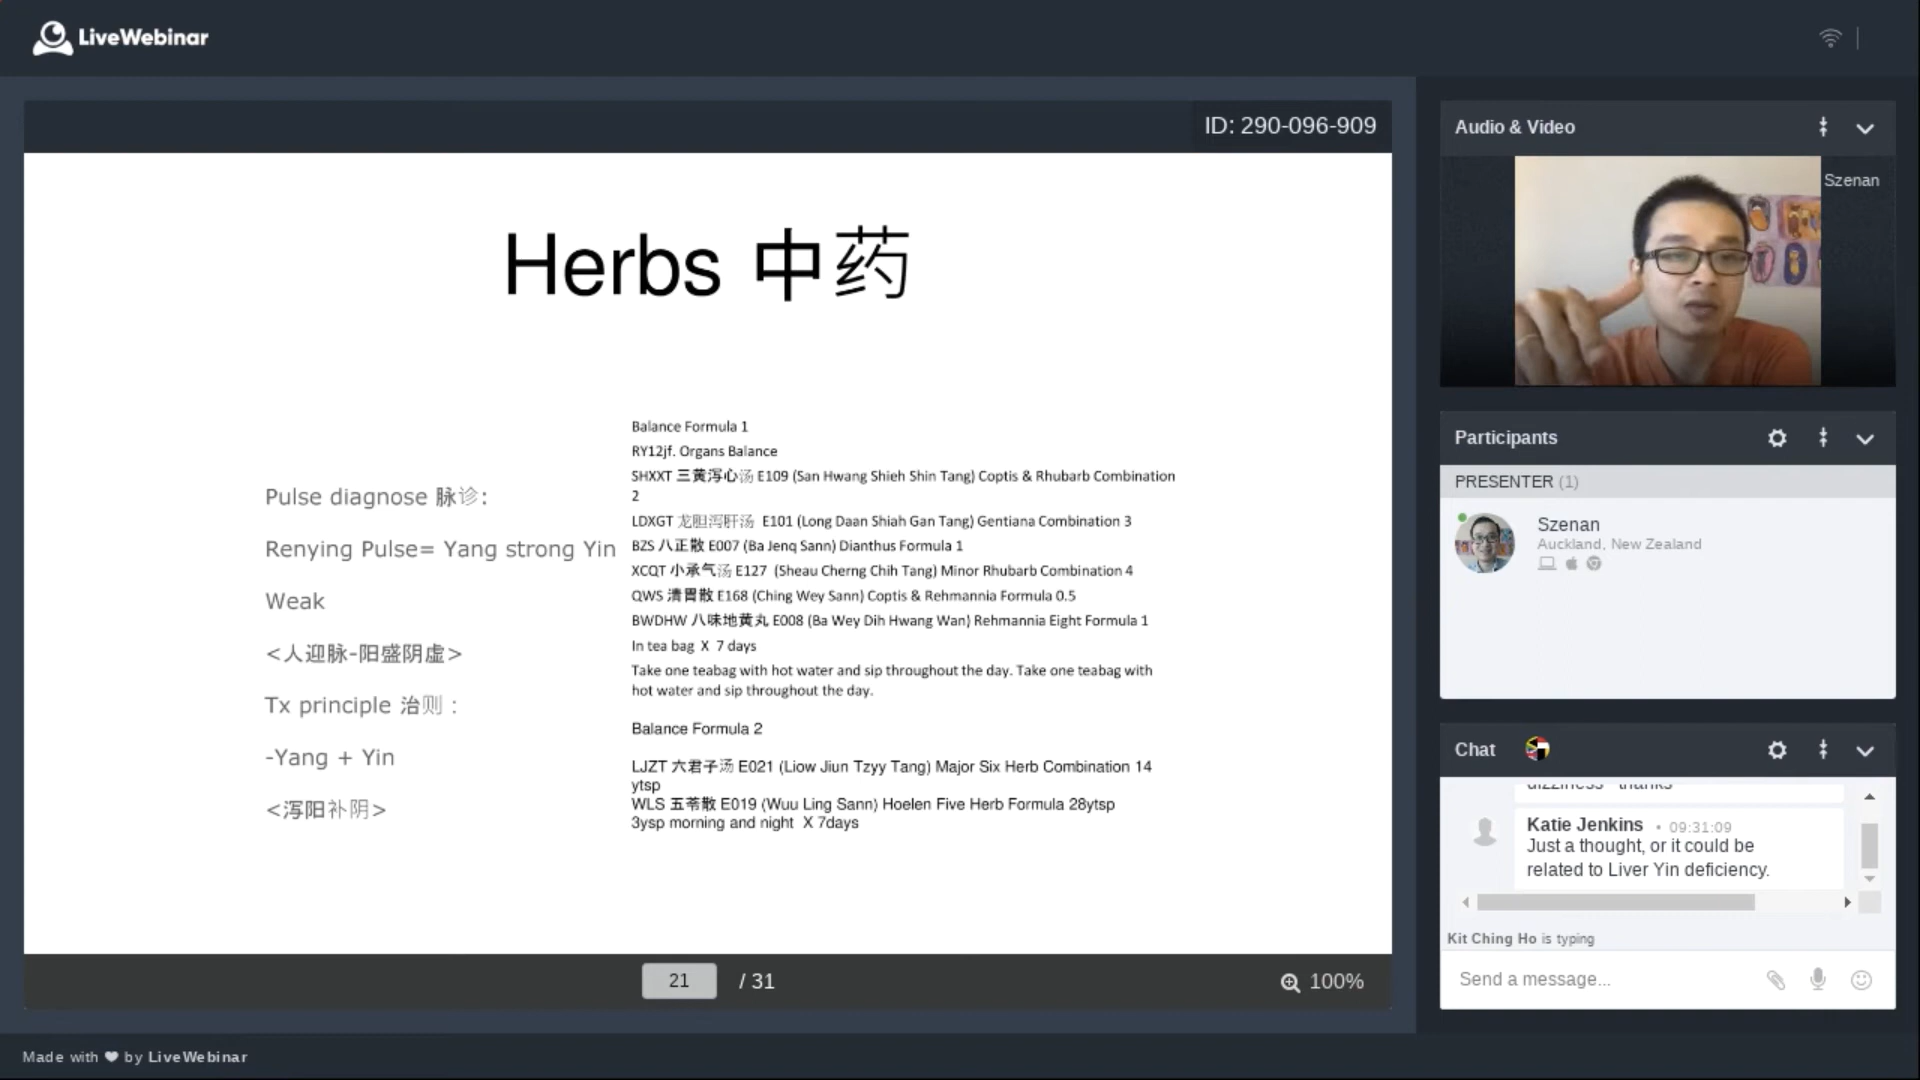 LiveWebinar
ID: 290-096-909
Herbs 中药
Pulse diagnose 脉诊:
Renying Pulse= Yang strong Yin
Weak
<人迎脉-阳盛阴虚>
Tx principle 治则 :
-Yang + Yin
<泻阳补阴>
Balance Formula 1
RY12jf. Organs Balance
SHXXT 三黄泻心汤 E109 (San Hwang Shieh Shin Tang) Coptis & Rhubarb Combination
2
LDXGT 龙胆泻肝汤 E101 (Long Daan Shiah Gan Tang) Gentiana Combination 3
BZS 八正散 E007 (Ba Jenq Sann) Dianthus Formula 1
XCQT 小承气汤 E127 (Sheau Cherng Chih Tang) Minor Rhubarb Combination 4
QWS 清胃散 E168 (Ching Wey Sann) Coptis & Rehmannia Formula 0.5
BWDHW 八味地黄丸 E008 (Ba Wey Dih Hwang Wan) Rehmannia Eight Formula 1
In tea bag X 7 days
Take one teabag with hot water and sip throughout the day. Take one teabag with
hot water and sip throughout the day.
Balance Formula 2
LJZT 六君子汤 E021 (Liow Jiun Tzyy Tang) Major Six Herb Combination 14
ytsp
WLS 五苓散 E019 (Wuu Ling Sann) Hoelen Five Herb Formula 28ytsp
3ysp morning and night X 7days
21 / 31
100%
Audio & Video
Szenan
Participants
PRESENTER (1)
Szenan
Auckland, New Zealand
Chat
dizziness thanks
Katie Jenkins • 09:31:09
Just a thought, or it could be
related to Liver Yin deficiency.
Kit Ching Ho is typing
Send a message...
Made with ❤ by LiveWebinar